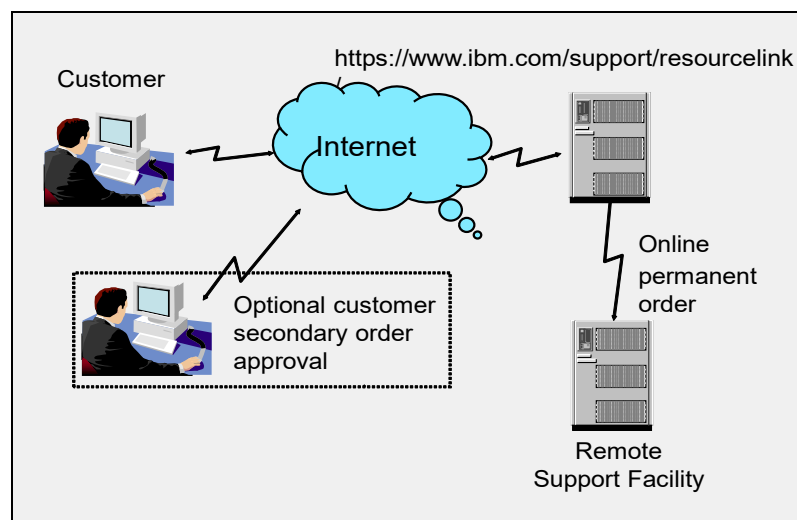 https://www.ibm.com/support/resourcelink
Customer
Internet
Online
permanent
order
Optional customer
secondary order
approval
Remote
Support Facility